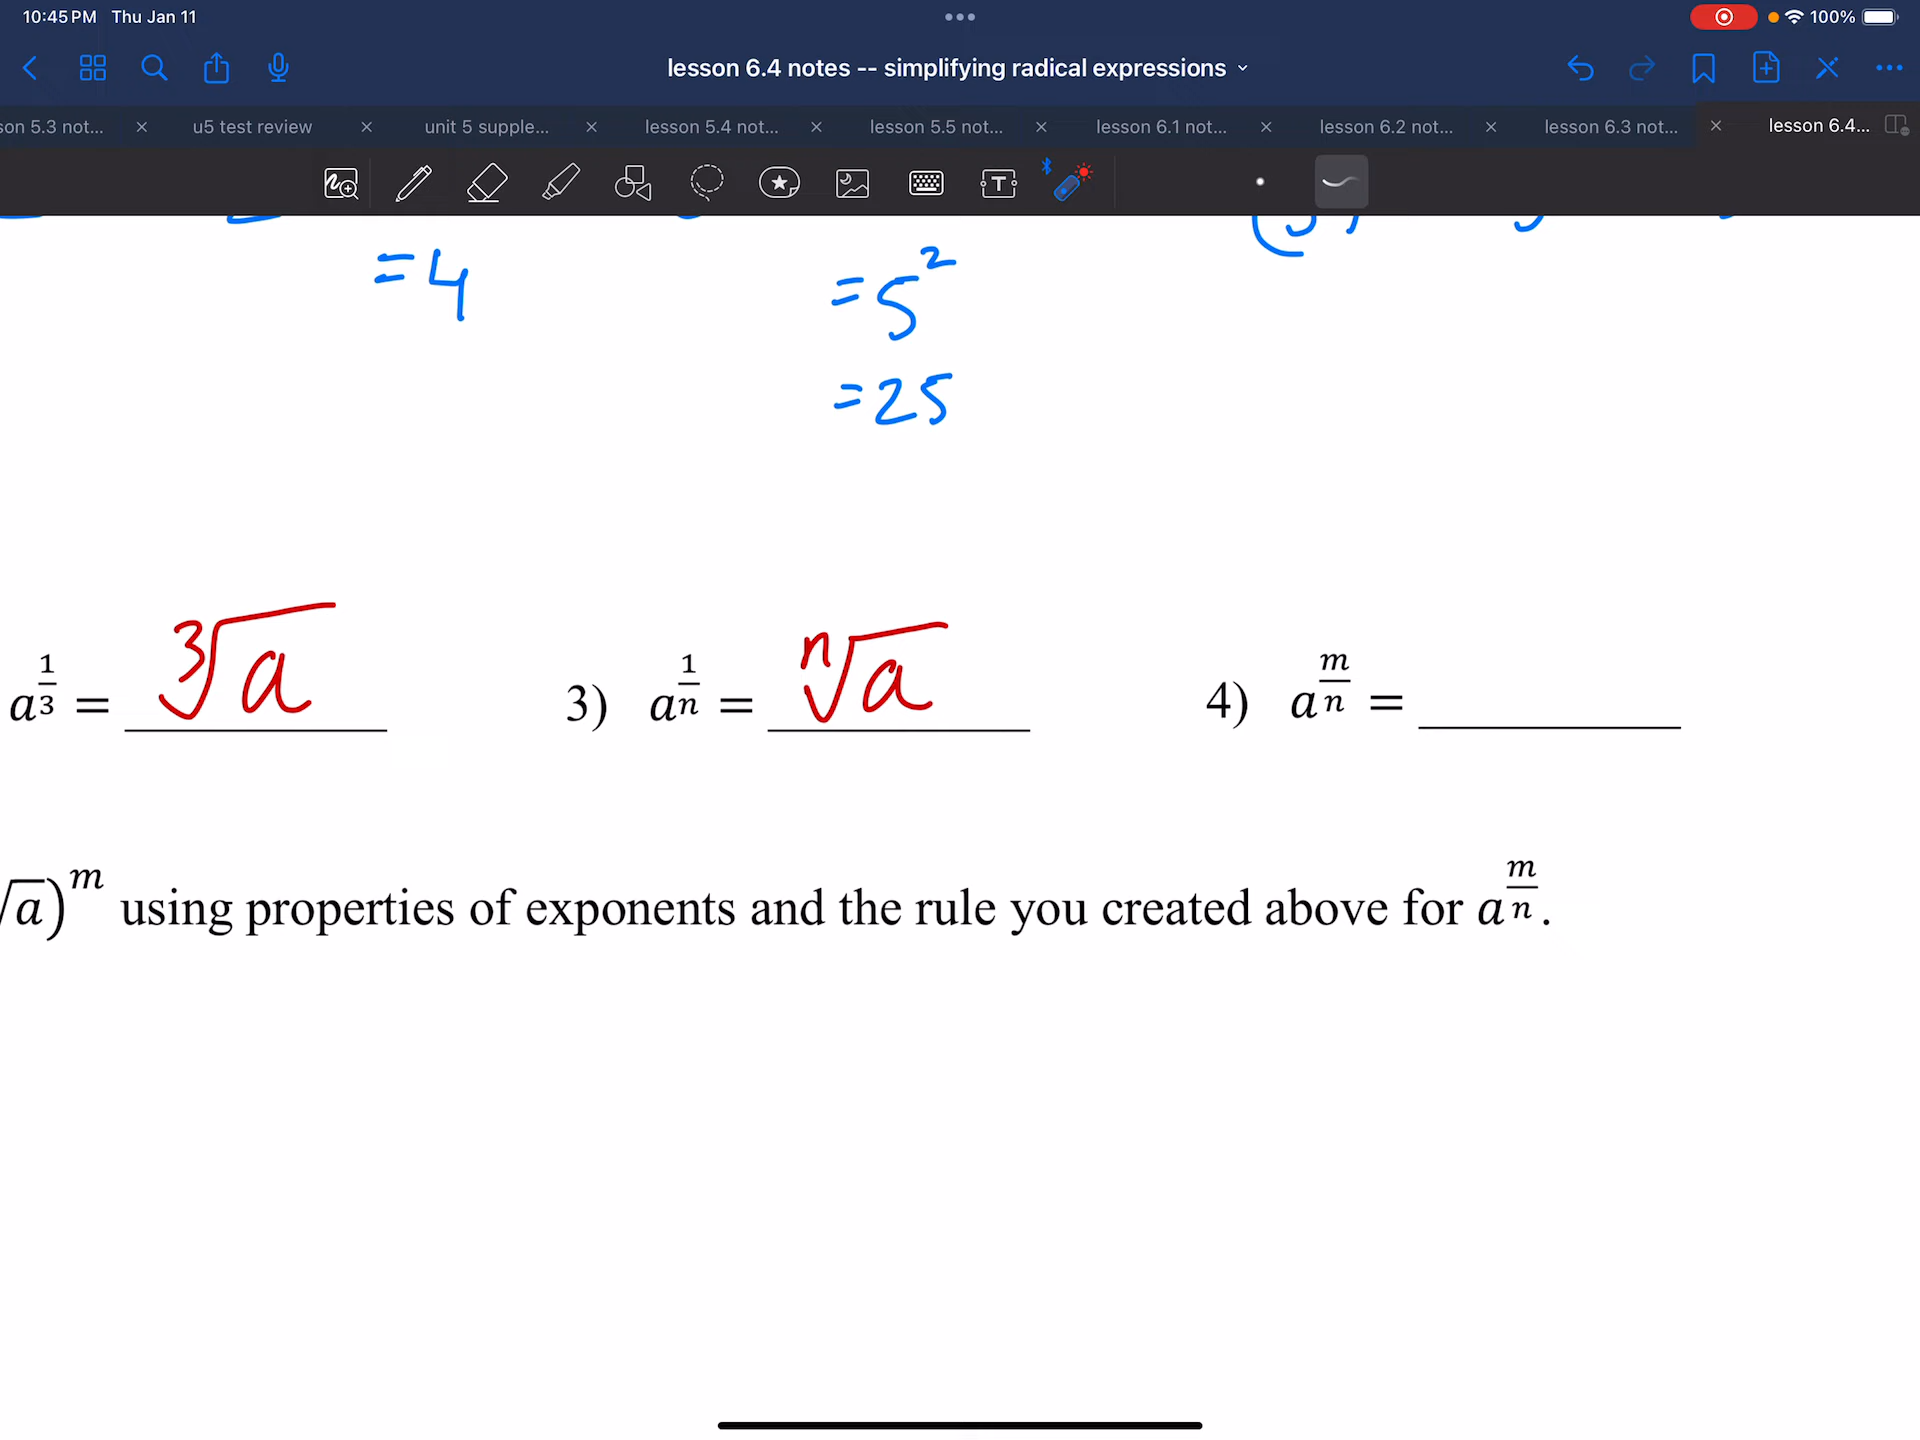 10:45 PM Thu Jan 11
100%
lesson 6.4 notes -- simplifying radical expressions
son 5.3 not...
u5 test review
unit 5 supple...
lesson 5.4 not...
lesson 5.5 not...
lesson 6.1 not...
lesson 6.2 not...
lesson 6.3 not...
lesson 6.4...
T
= 4
= 5²
= 25
a^(1/3) = ∛a
3) a^(1/n) = ⁿ√a
4) a^(m/n) = ____
√a)^m using properties of exponents and the rule you created above for a^(m/n).